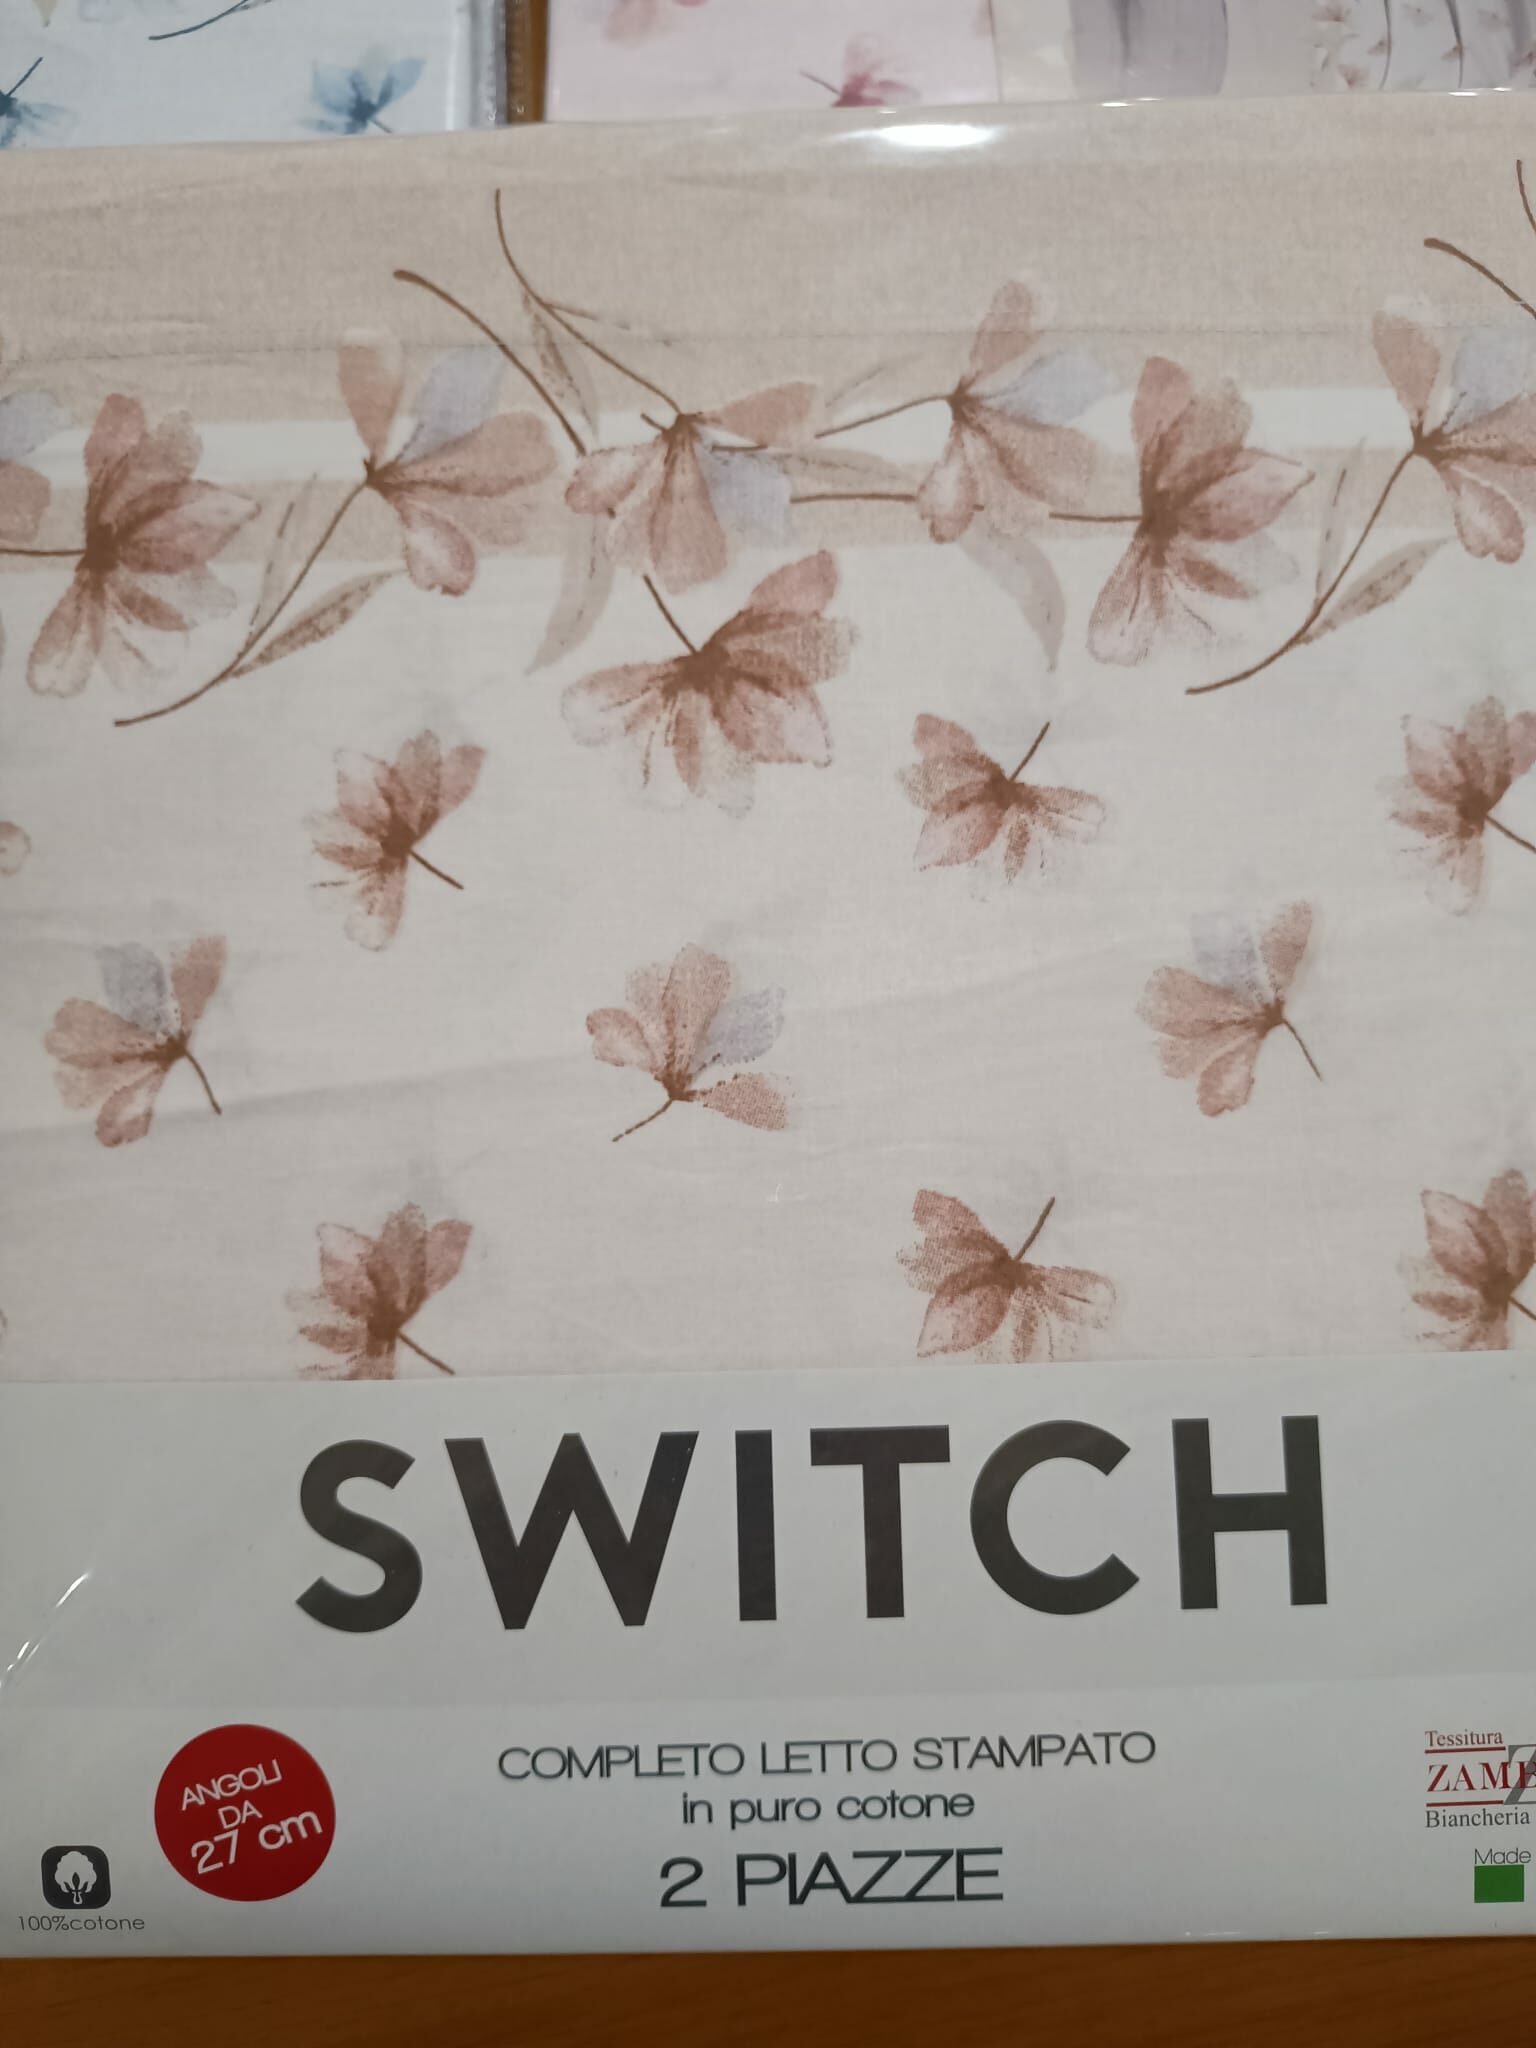 SWITCH
ANGOLI
DA
27 cm
COMPLETO LETTO STAMPATO
in puro cotone
2 PIAZZE
100%cotone
Tessitura
Biancheria
Made